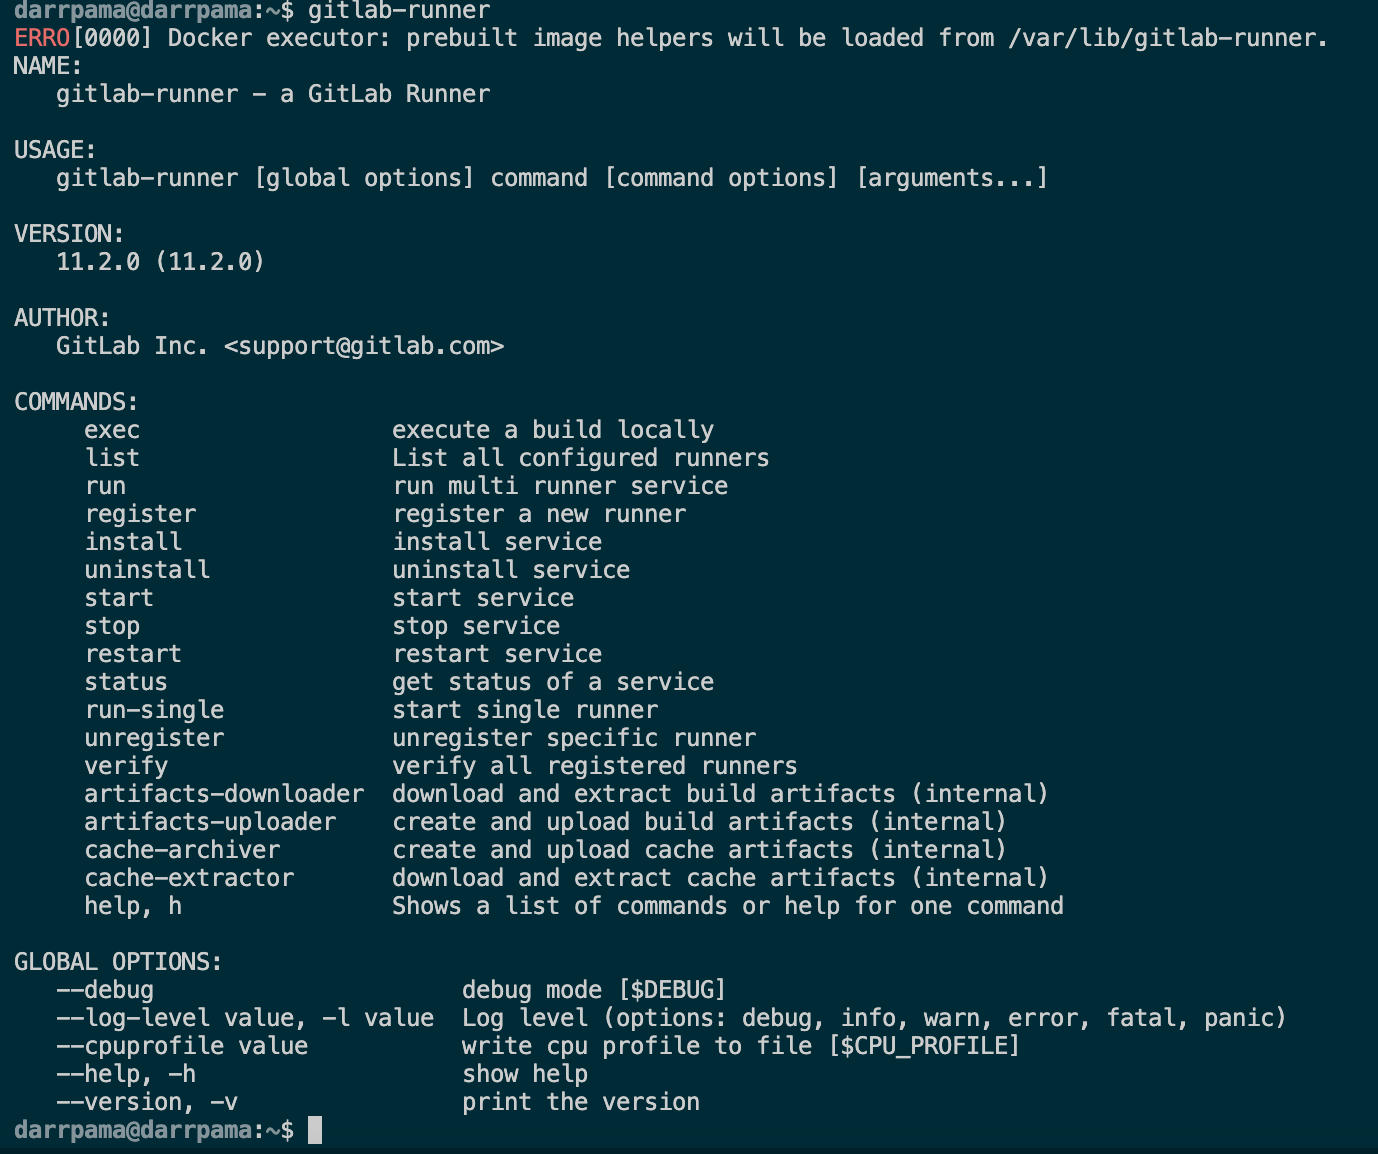 darrpama@darrpama:~$ gitlab-runner
ERRO[0000] Docker executor: prebuilt image helpers will be loaded from /var/lib/gitlab-runner.
NAME:
   gitlab-runner - a GitLab Runner

USAGE:
   gitlab-runner [global options] command [command options] [arguments...]

VERSION:
   11.2.0 (11.2.0)

AUTHOR:
   GitLab Inc. <support@gitlab.com>

COMMANDS:
     exec                  execute a build locally
     list                  List all configured runners
     run                   run multi runner service
     register              register a new runner
     install               install service
     uninstall             uninstall service
     start                 start service
     stop                  stop service
     restart               restart service
     status                get status of a service
     run-single            start single runner
     unregister            unregister specific runner
     verify                verify all registered runners
     artifacts-downloader  download and extract build artifacts (internal)
     artifacts-uploader    create and upload build artifacts (internal)
     cache-archiver        create and upload cache artifacts (internal)
     cache-extractor       download and extract cache artifacts (internal)
     help, h               Shows a list of commands or help for one command

GLOBAL OPTIONS:
   --debug                      debug mode [$DEBUG]
   --log-level value, -l value  Log level (options: debug, info, warn, error, fatal, panic)
   --cpuprofile value           write cpu profile to file [$CPU_PROFILE]
   --help, -h                   show help
   --version, -v                print the version
darrpama@darrpama:~$